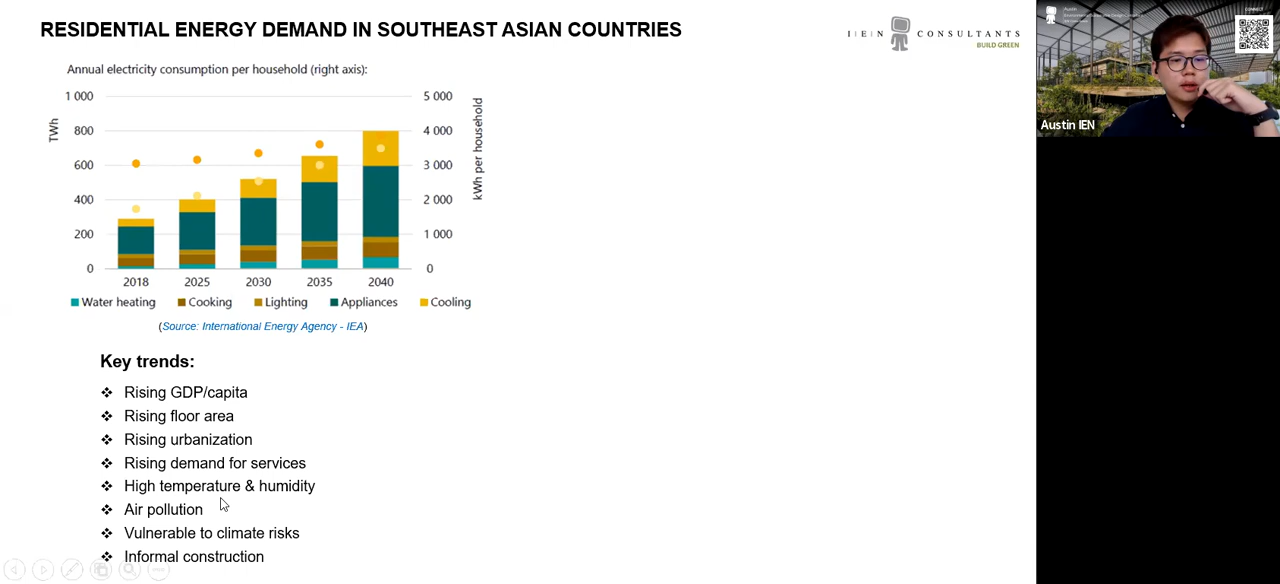 RESIDENTIAL ENERGY DEMAND IN SOUTHEAST ASIAN COUNTRIES
I|E|N CONSULTANTS
BUILD GREEN
Annual electricity consumption per household (right axis):
1 000 5 000
800 4 000
600 3 000
400 2 000
200 1 000
0 0
TWh
kWh per household
2018 2025 2030 2035 2040
Water heating Cooking Lighting Appliances Cooling
(Source: International Energy Agency - IEA)
Key trends:
❖ Rising GDP/capita
❖ Rising floor area
❖ Rising urbanization
❖ Rising demand for services
❖ High temperature & humidity
❖ Air pollution
❖ Vulnerable to climate risks
❖ Informal construction
Austin
CONNECT
Austin IEN